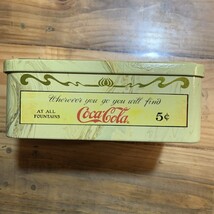 Wherever you go you will find
AT ALL
FOUNTAINS
Coca-Cola
5¢